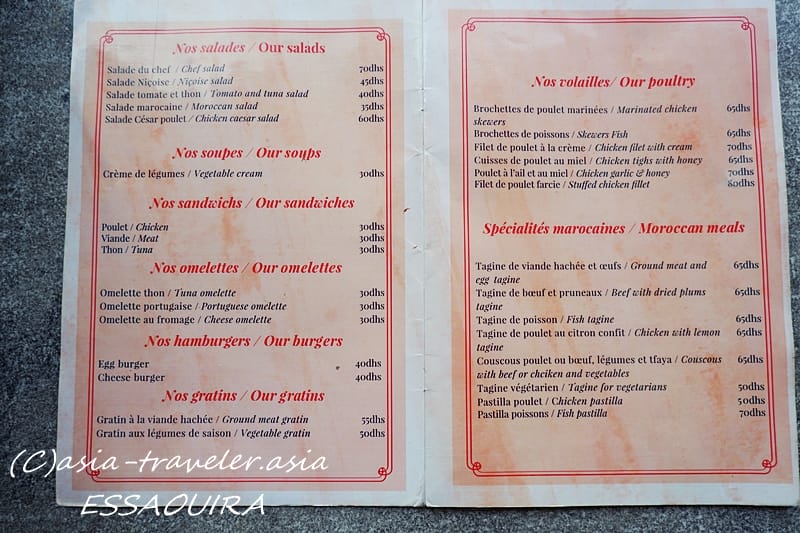 Nos salades / Our salads
Salade du chef / Chef salad 70dhs
Salade Niçoise / Niçoise salad 45dhs
Salade tomate et thon / Tomato and tuna salad 40dhs
Salade marocaine / Moroccan salad 35dhs
Salade César poulet / Chicken caesar salad 60dhs
Nos soupes / Our soups
Crème de légumes / Vegetable cream 30dhs
Nos sandwichs / Our sandwiches
Poulet / Chicken 30dhs
Viande / Meat 30dhs
Thon / Tuna 30dhs
Nos omelettes / Our omelettes
Omelette thon / Tuna omelette 30dhs
Omelette portugaise / Portuguese omelette 30dhs
Omelette au fromage / Cheese omelette 30dhs
Nos hamburgers / Our burgers
Egg burger 40dhs
Cheese burger 40dhs
Nos gratins / Our gratins
Gratin à la viande hachée / Ground meat gratin 55dhs
Gratin aux légumes de saison / Vegetable gratin 50dhs
Nos volailles/ Our poultry
Brochettes de poulet marinées / Marinated chicken 65dhs
skewers
Brochettes de poissons / Skewers Fish 65dhs
Filet de poulet à la crème / Chicken filet with cream 70dhs
Cuisses de poulet au miel / Chicken tighs with honey 65dhs
Poulet à l'ail et au miel / Chicken garlic & honey 70dhs
Filet de poulet farcie / Stuffed chicken fillet 80dhs
Spécialités marocaines / Moroccan meals
Tagine de viande hachée et œufs / Ground meat and 65dhs
egg tagine
Tagine de bœuf et pruneaux / Beef with dried plums 65dhs
tagine
Tagine de poisson / Fish tagine 65dhs
Tagine de poulet au citron confit / Chicken with lemon 65dhs
tagine
Couscous poulet ou bœuf, légumes et tfaya / Couscous 65dhs
with beef or chciken and vegetables
Tagine végétarien / Tagine for vegetarians 50dhs
Pastilla poulet / Chicken pastilla 50dhs
Pastilla poissons / Fish pastilla 70dhs
(C)asia-traveler.asia
ESSAOUIRA